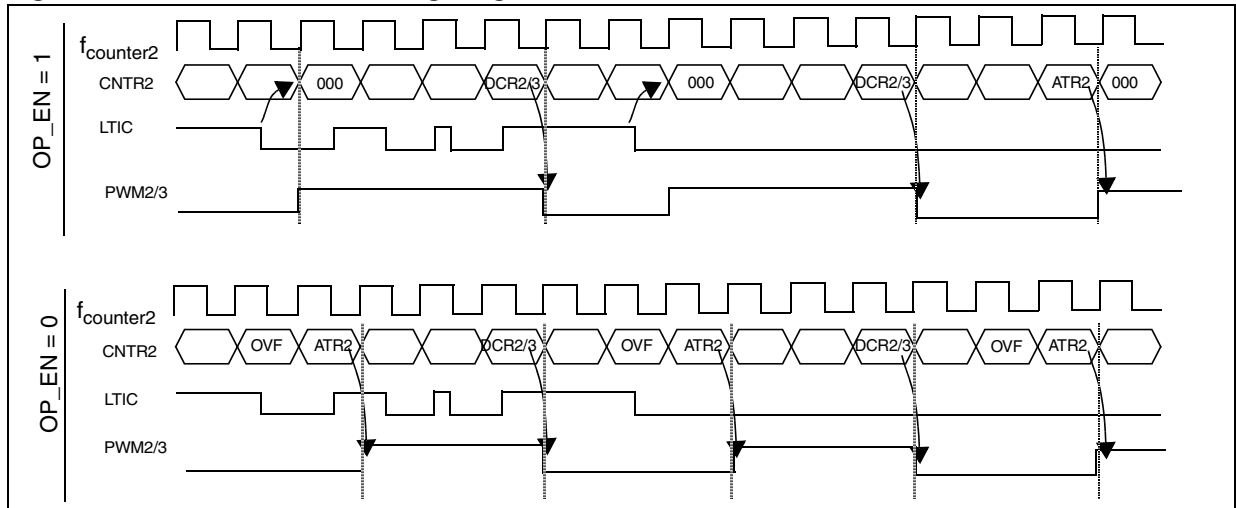 OP_EN = 1
fcounter2
CNTR2 000 DCR2/3 000 DCR2/3 ATR2 000
LTIC
PWM2/3
OP_EN = 0
fcounter2
CNTR2 OVF ATR2 DCR2/3 OVF ATR2 DCR2/3 OVF ATR2
LTIC
PWM2/3